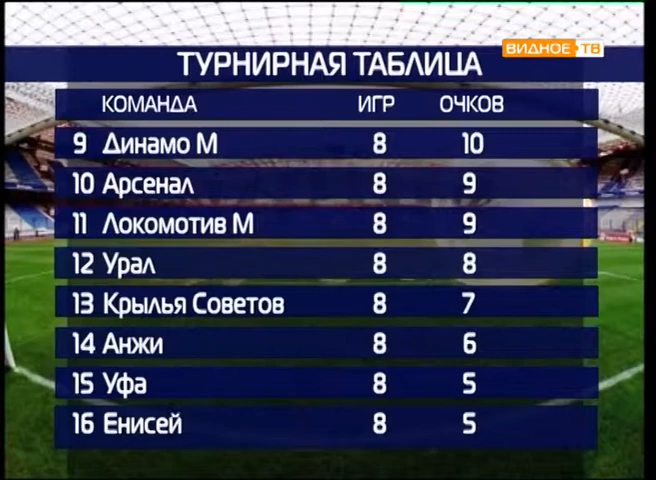 ВИДНОЕ ТВ
ТУРНИРНАЯ ТАБЛИЦА
КОМАНДА ИГР ОЧКОВ
9 Динамо М 8 10
10 Арсенал 8 9
11 Локомотив М 8 9
12 Урал 8 8
13 Крылья Советов 8 7
14 Анжи 8 6
15 Уфа 8 5
16 Енисей 8 5